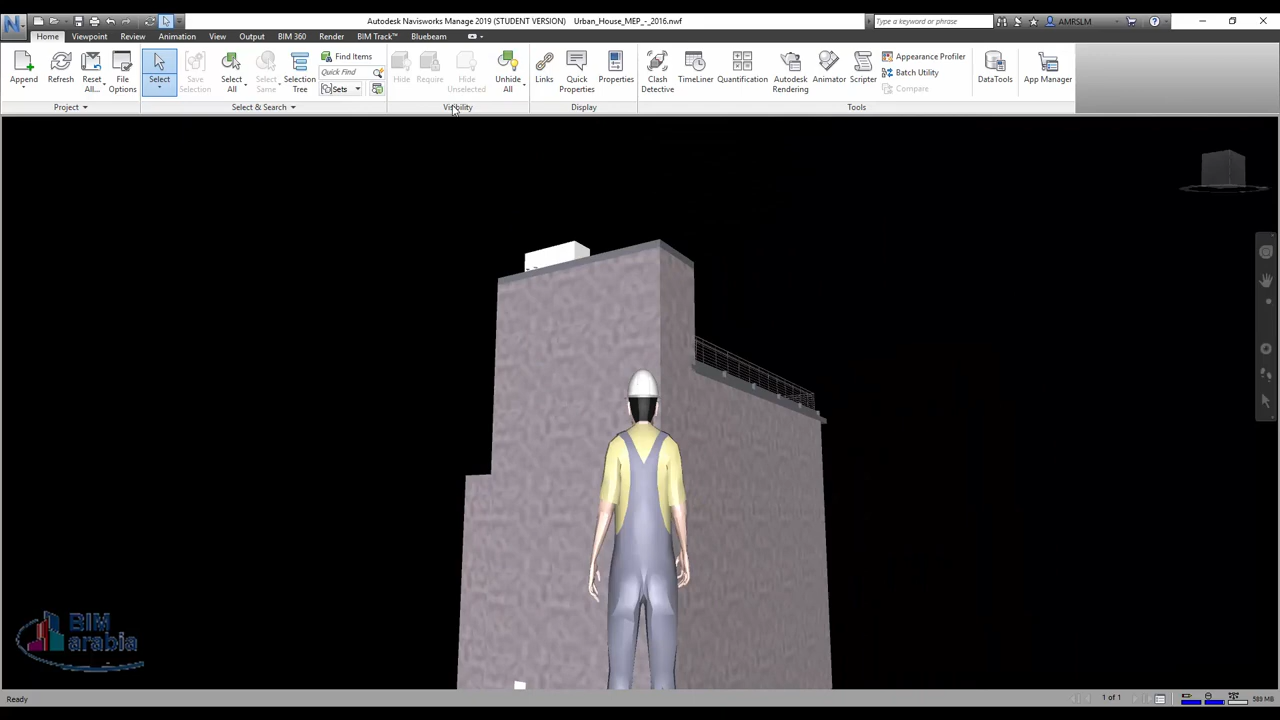 Autodesk Navisworks Manage 2019 (STUDENT VERSION) Urban_House_MEP_-_2016.nwf
Type a keyword or phrase
AMRSLM
Home Viewpoint Review Animation View Output BIM 360 Render BIM Track™ Bluebeam
Append
Refresh
Reset All...
File Options
Project
Select
Save Selection
Select All
Select Same
Selection Tree
Find Items
Quick Find
Sets
Select & Search
Hide
Require
Hide Unselected
Unhide All
Visibility
Links
Quick Properties
Properties
Display
Clash Detective
TimeLiner
Quantification
Autodesk Rendering
Animator
Scripter
Appearance Profiler
Batch Utility
Compare
DataTools
App Manager
Tools
BIM
arabia
Ready
1 of 1
589 MB